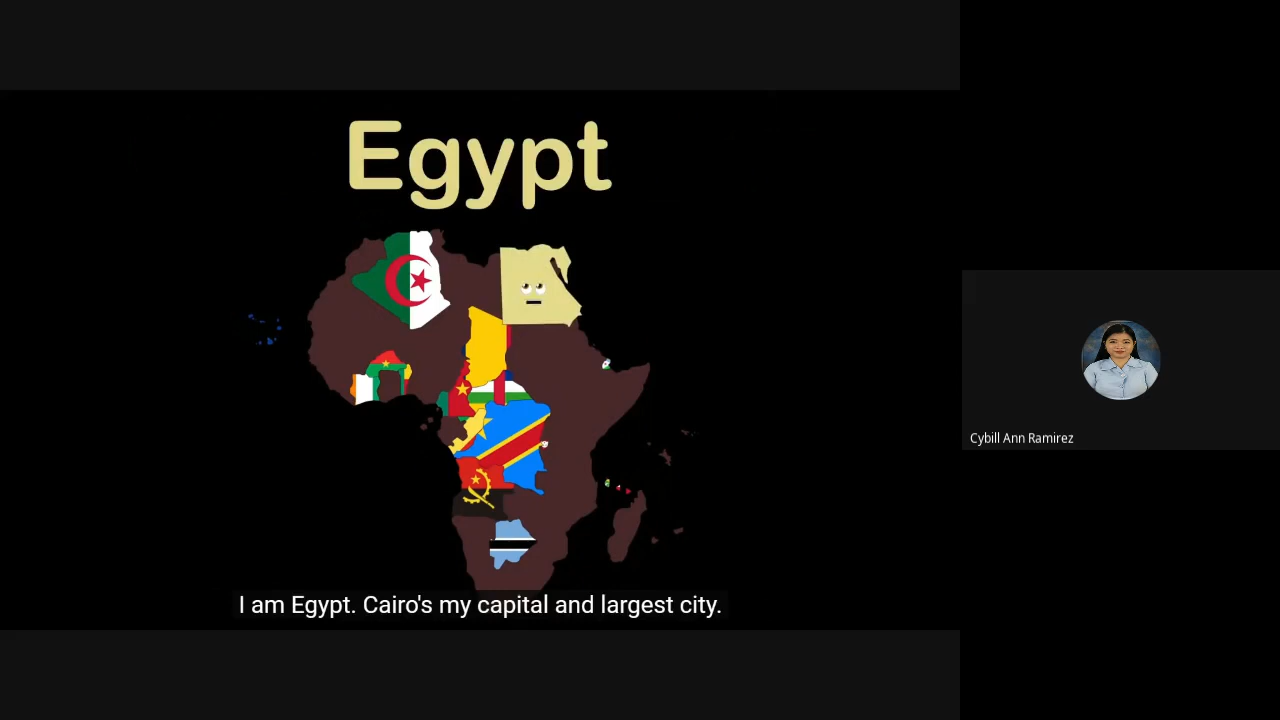 Egypt
I am Egypt. Cairo's my capital and largest city.
Cybill Ann Ramirez